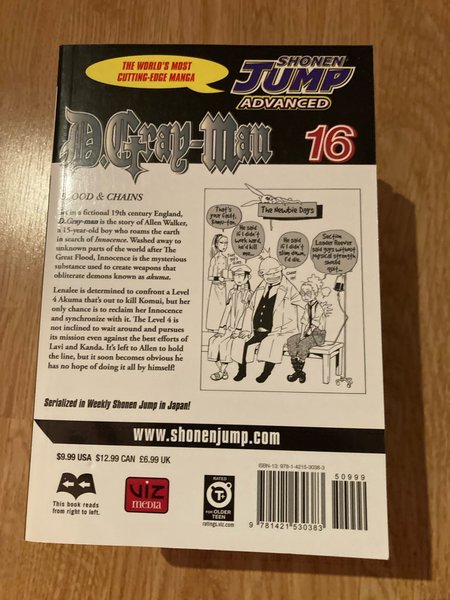 THE WORLD'S MOST
CUTTING-EDGE MANGA
SHONEN
JUMP
ADVANCED
D.Gray-Man
16
BLOOD & CHAINS
Set in a fictional 19th century England,
D.Gray-man is the story of Allen Walker,
a 15-year-old boy who roams the earth
in search of Innocence. Washed away to
unknown parts of the world after The
Great Flood, Innocence is the mysterious
substance used to create weapons that
obliterate demons known as akuma.
Lenalee is determined to confront a Level
4 Akuma that's out to kill Komui, but her
only chance is to reclaim her Innocence
and synchronize with it. The Level 4 is
not inclined to wait around and pursues
its mission even against the best efforts of
Lavi and Kanda. It's left to Allen to hold
the line, but it soon becomes obvious he
has no hope of doing it all by himself!
The Newbie Days
That's
your fault,
He said
if I didn't
work hard,
he'd kill
me...
He said
if I didn't
slim down,
I'd die.
Section
Leader Reever
said guys without
physical strength
should
quit...
Serialized in Weekly Shonen Jump in Japan!
www.shonenjump.com
$9.99 USA $12.99 CAN £6.99 UK
This book reads
from right to left.
VIZ
media
RATED
T+
FOR OLDER
TEEN
ratings.viz.com
ISBN-13: 978-1-4215-3038-3
50999
9 781421 530383